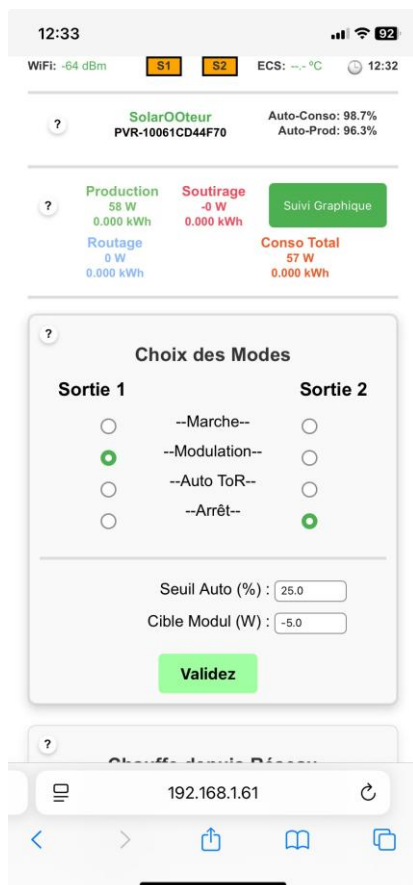 12:33 92
WiFi: -64 dBm S1 S2 ECS: --.- °C 12:32
? SolarOOteur Auto-Conso: 98.7%
PVR-10061CD44F70 Auto-Prod: 96.3%
? Production Soutirage Suivi Graphique
58 W -0 W
0.000 kWh 0.000 kWh
Routage Conso Total
0 W 57 W
0.000 kWh 0.000 kWh
?
Choix des Modes
Sortie 1 Sortie 2
--Marche--
--Modulation--
--Auto ToR--
--Arrêt--
Seuil Auto (%) : 25.0
Cible Modul (W) : -5.0
Validez
?
Chauffe depuis Réseau
192.168.1.61